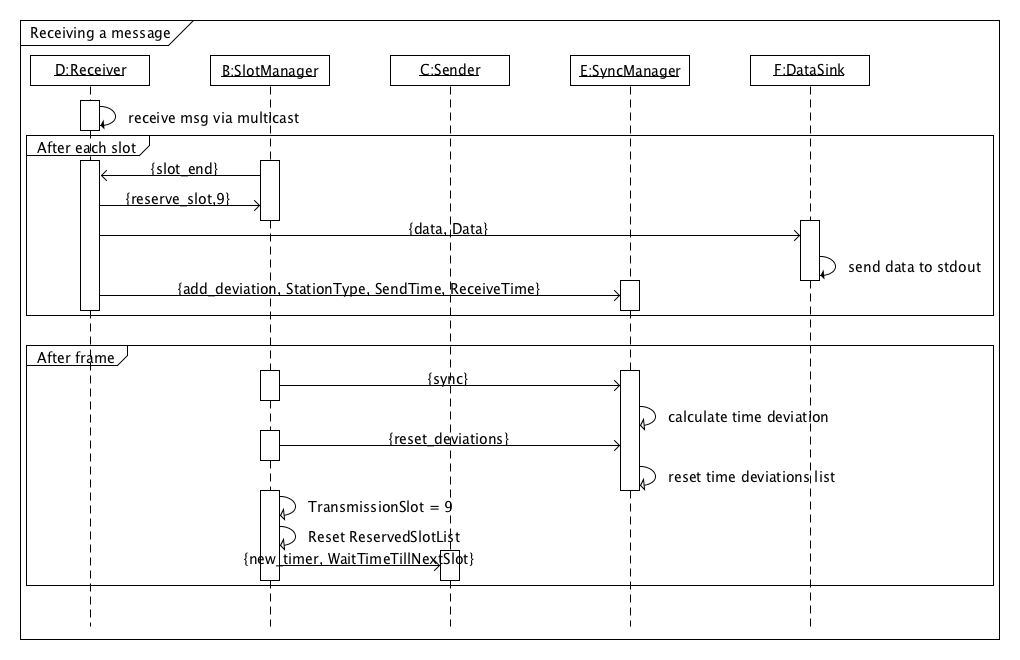 Receiving a message
D:Receiver
B:SlotManager
C:Sender
E:SyncManager
F:DataSink
receive msg via multicast
After each slot
{slot_end}
{reserve_slot,9}
{data, Data}
send data to stdout
{add_deviation, StationType, SendTime, ReceiveTime}
After frame
{sync}
calculate time deviation
{reset_deviations}
reset time deviations list
TransmissionSlot = 9
Reset ReservedSlotList
{new_timer, WaitTimeTillNextSlot}